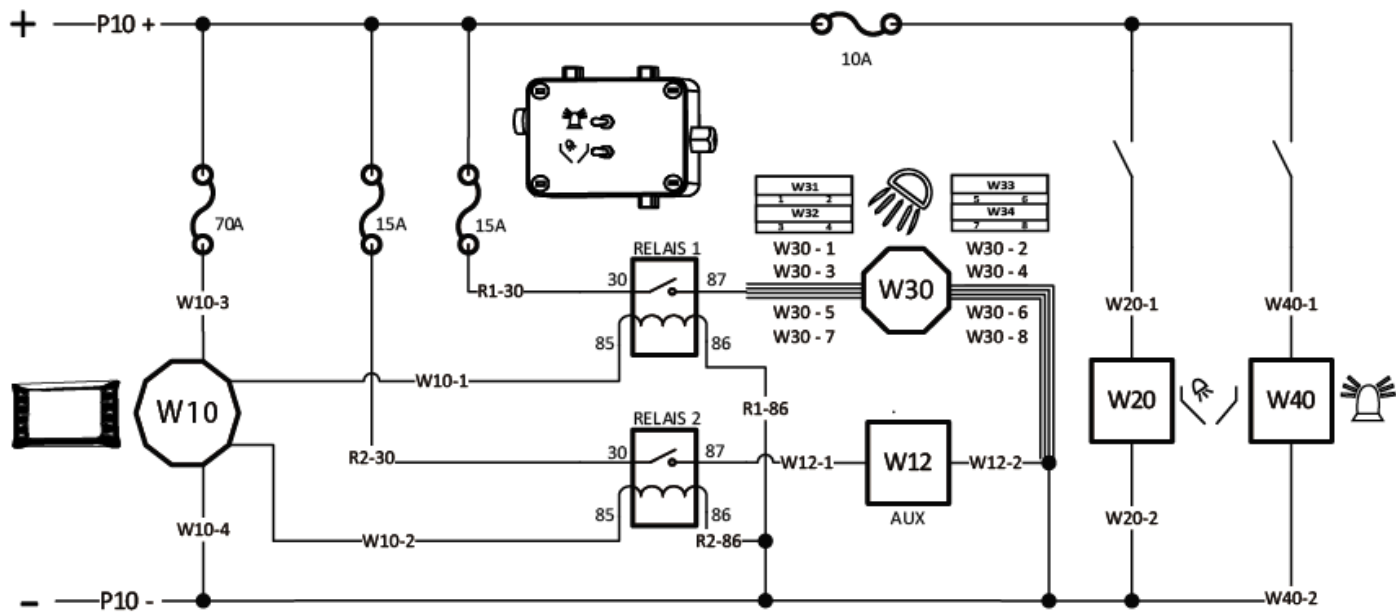 + P10 +
10A
70A
15A
15A
W31
1 2
W32
3 4
W33
5 6
W34
7 8
RELAIS 1
W30 - 1
W30 - 3
W30 - 2
W30 - 4
30
87
R1-30
W30
W10-3
W20-1
W40-1
W30 - 5
W30 - 7
W30 - 6
W30 - 8
85
86
W10-1
W10
R1-86
W20
W40
RELAIS 2
R2-30
30
87
W12-1
W12
W12-2
AUX
85
86
W10-4
W10-2
R2-86
W20-2
- P10 -
W40-2